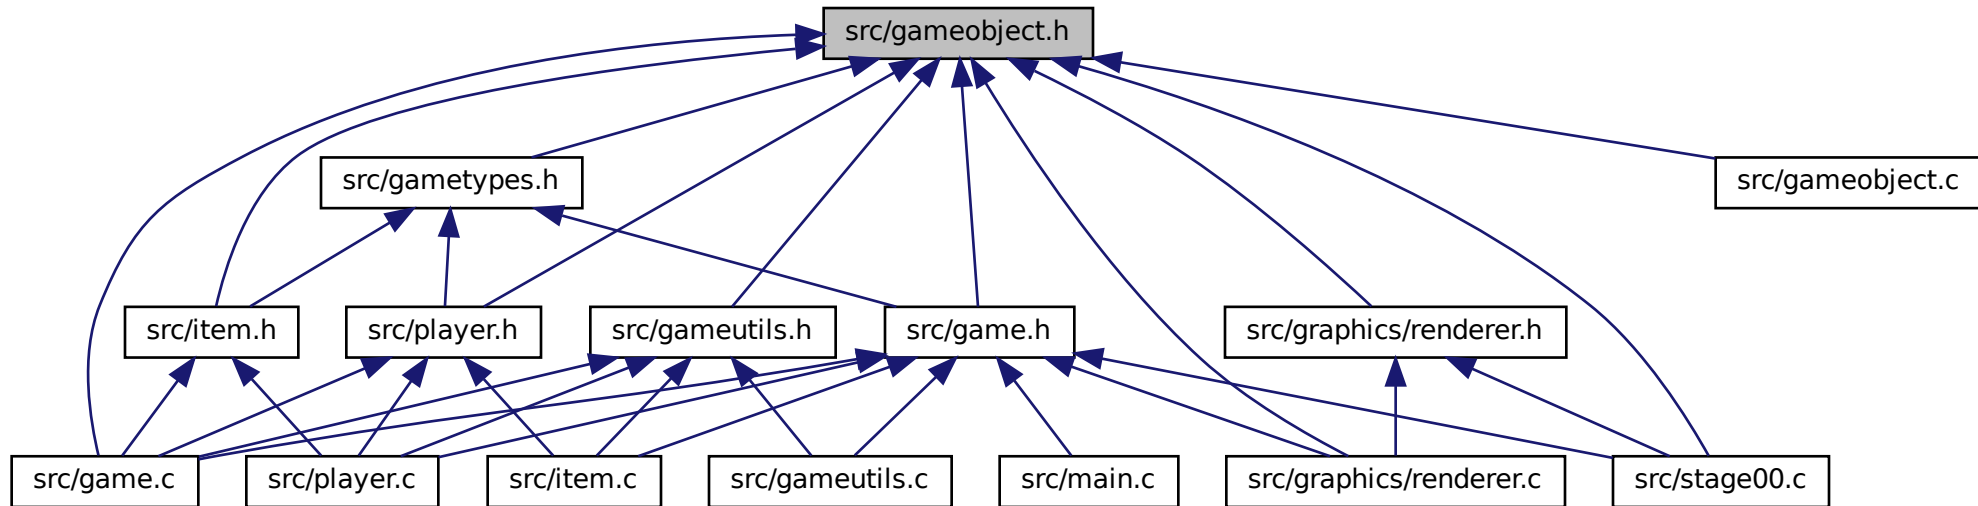 src/gameobject.h
src/gametypes.h
src/gameobject.c
src/item.h
src/player.h
src/gameutils.h
src/game.h
src/graphics/renderer.h
src/game.c
src/player.c
src/item.c
src/gameutils.c
src/main.c
src/graphics/renderer.c
src/stage00.c